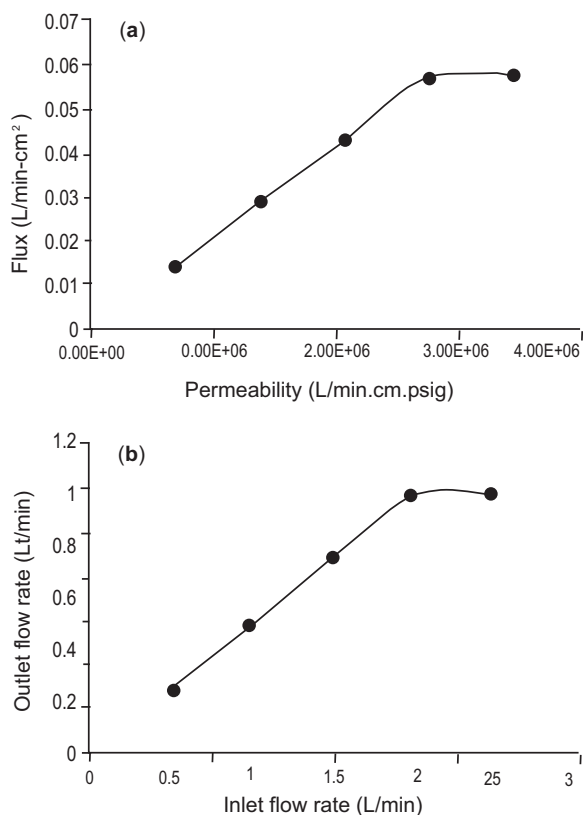 (a)
0.07
0.06
0.05
0.04
0.03
0.02
0.01
0
Flux (L/min-cm²)
0.00E+00 0.00E+06 2.00E+06 3.00E+06 4.00E+06
Permeability (L/min.cm.psig)
(b)
1.2
1
0.8
0.6
0.4
0.2
0
Outlet flow rate (Lt/min)
0 0.5 1 1.5 2 25 3
Inlet flow rate (L/min)